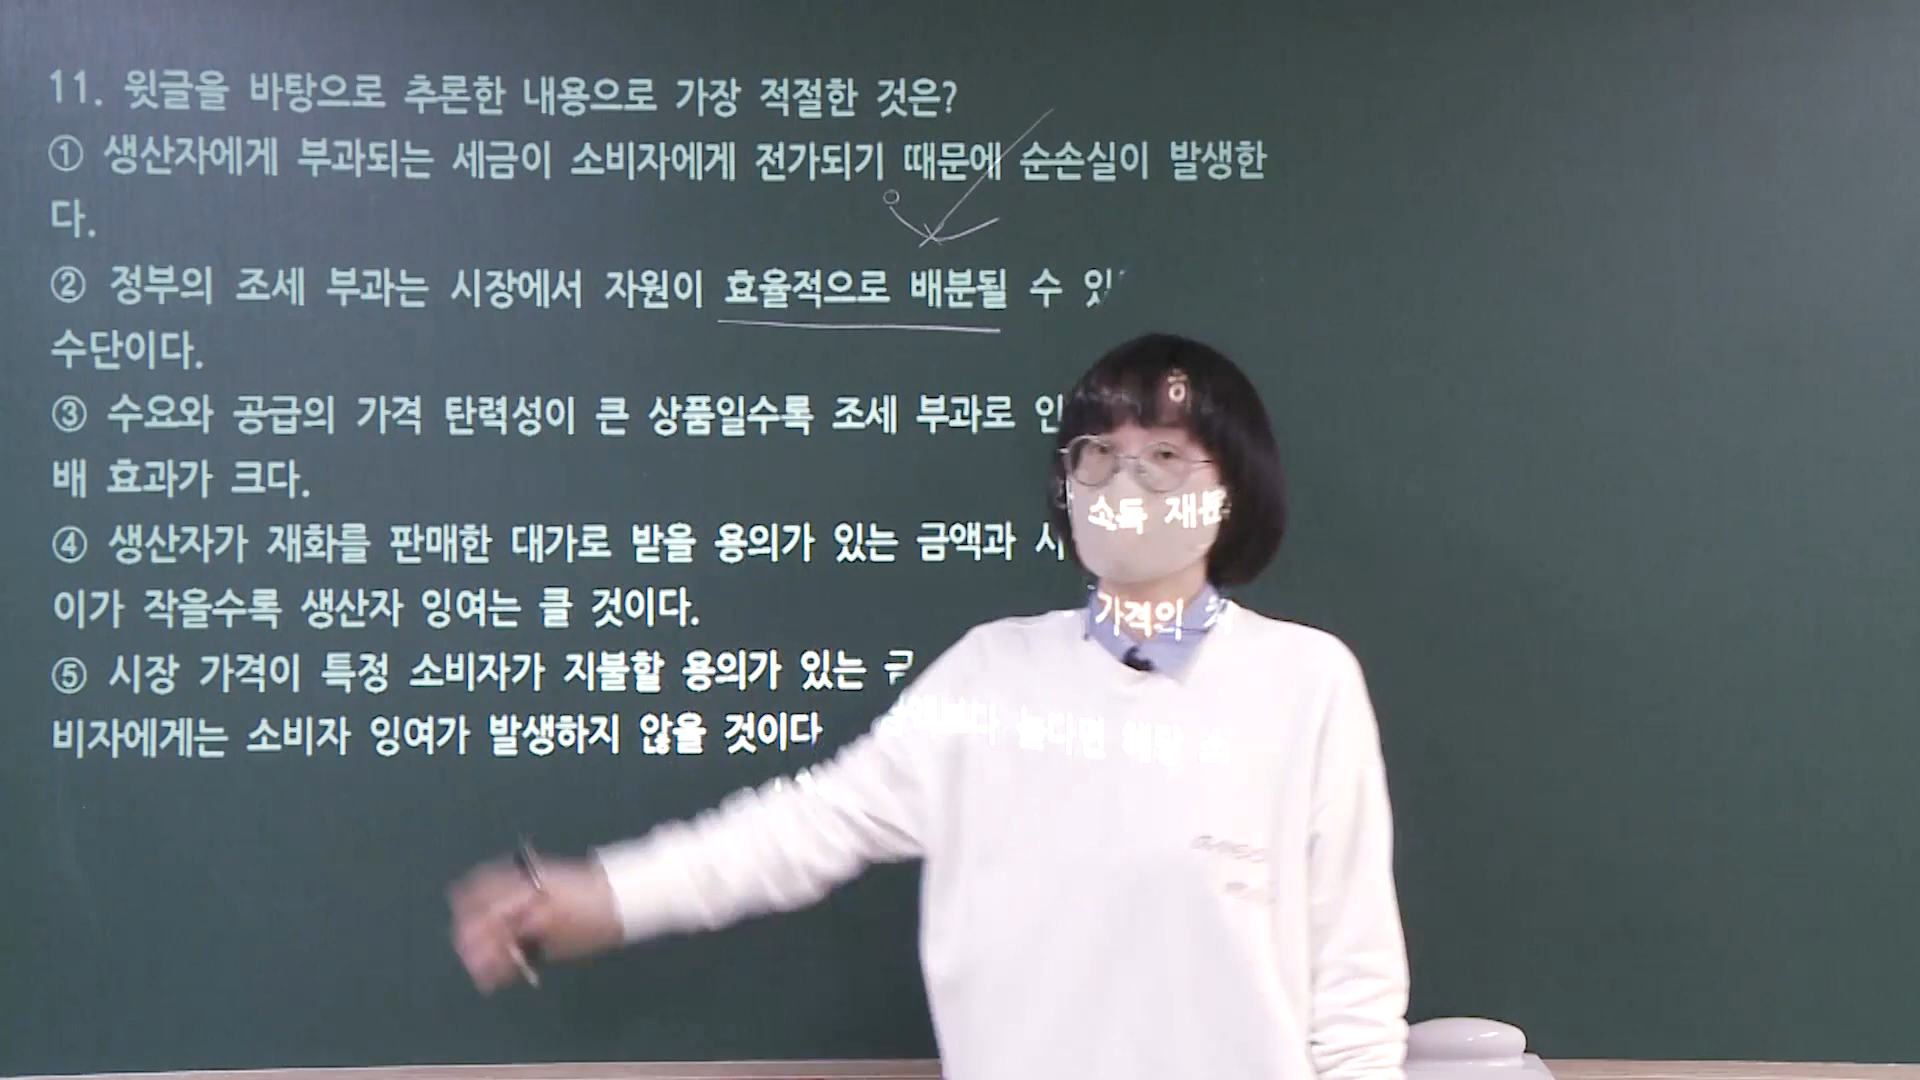 11. 윗글을 바탕으로 추론한 내용으로 가장 적절한 것은?
① 생산자에게 부과되는 세금이 소비자에게 전가되기 때문에 순손실이 발생한
다.
② 정부의 조세 부과는 시장에서 자원이 효율적으로 배분될 수
수단이다.
③ 수요와 공급의 가격 탄력성이 큰 상품일수록 조세 부과로 소득 재분
배 효과가 크다.
④ 생산자가 재화를 판매한 대가로 받을 용의가 있는 금액과 가격의
이가 작을수록 생산자 잉여는 클 것이다.
⑤ 시장 가격이 특정 소비자가 지불할 용의가 있는 금액보다 높다면 해당 소
비자에게는 소비자 잉여가 발생하지 않을 것이다